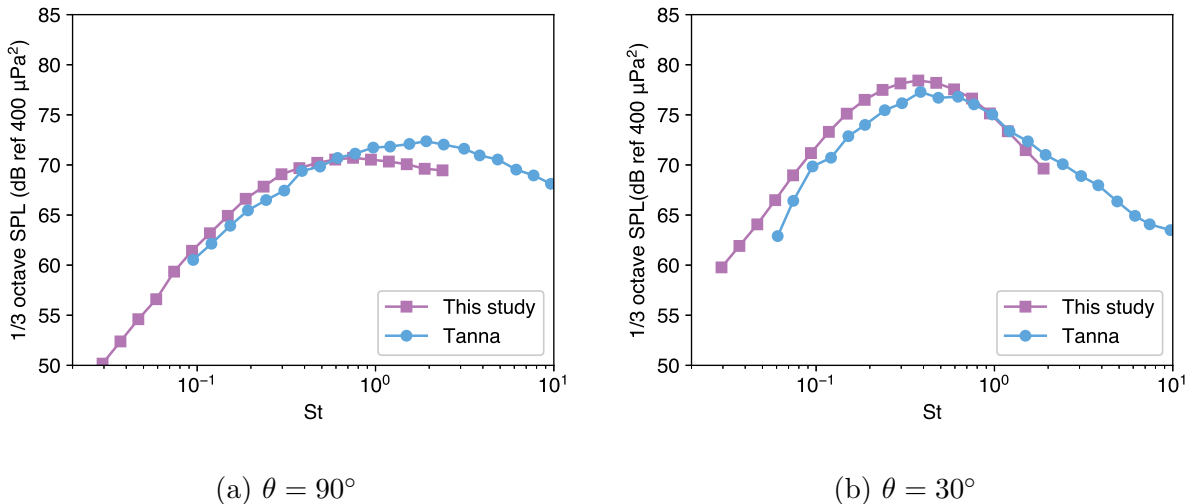 85
80
75
70
65
60
55
50
1/3 octave SPL (dB ref 400 μPa²)
10⁻¹
10⁰
10¹
St
This study
Tanna
(a) θ = 90°
85
80
75
70
65
60
55
50
1/3 octave SPL(dB ref 400 μPa²)
10⁻¹
10⁰
10¹
St
This study
Tanna
(b) θ = 30°